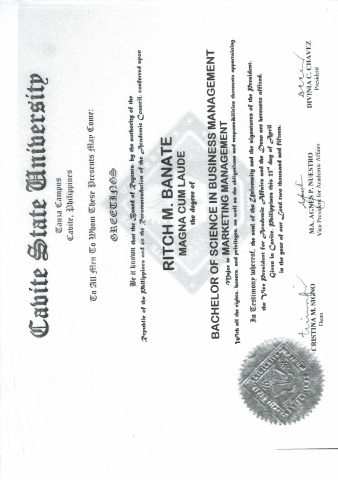 Cavite State University
Tanza Campus
Cavite, Philippines
To All Men To Whom These Presents May Come:
GREETINGS
Be it known that the Board of Regents, by the authority of the
Republic of the Philippines and on the Recommendation of the Academic Council, conferred upon
RITCH M. BANATE
MAGNA CUM LAUDE
the degree of
BACHELOR OF SCIENCE IN BUSINESS MANAGEMENT
Major in
MARKETING MANAGEMENT
With all the rights, honors, and privileges, as well as the obligations and responsibilities thereunto appertaining.
In Testimony whereof, the seal of the University and the signatures of the President,
the Vice President for Academic Affairs and the Dean are hereunto affixed.
Given in Cavite, Philippines this day of April
in the year of our Lord two thousand and fifteen.
CRISTINA M. SIGNO
Dean
MA. AGNES P. NUESTRO
Vice President for Academic Affairs
DIVINIA C. CHAVEZ
President